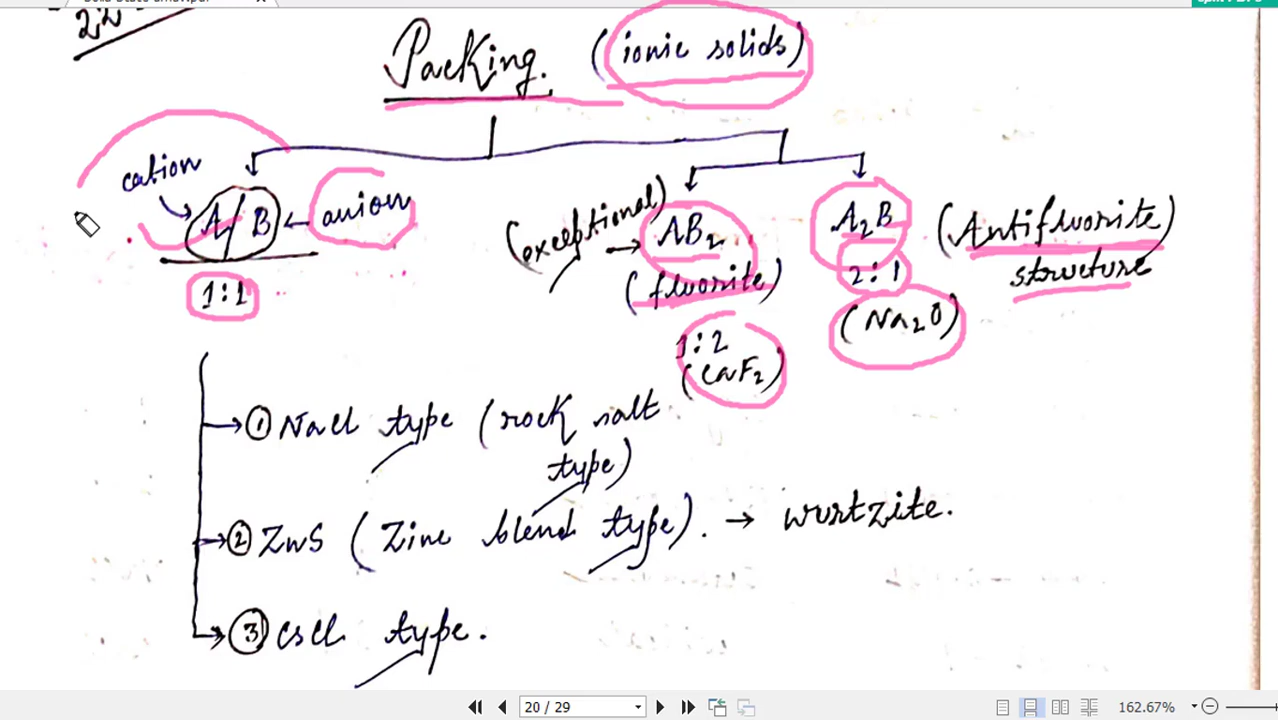 Packing. (ionic solids)
cation
A/B ← anion
1:1
(exceptional) → AB₂
(fluorite)
1:2
(CaF₂)
A₂B (Antifluorite)
structure
2:1
(Na₂O)
① NaCl type (rock salt
type)
② ZnS (Zinc blend type). → wurtzite.
③ CsCl type.
20 / 29
162.67%